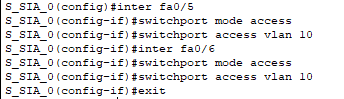 S_SIA_0(config)#inter fa0/5
S_SIA_0(config-if)#switchport mode access
S_SIA_0(config-if)#switchport access vlan 10
S_SIA_0(config-if)#inter fa0/6
S_SIA_0(config-if)#switchport mode access
S_SIA_0(config-if)#switchport access vlan 10
S_SIA_0(config-if)#exit